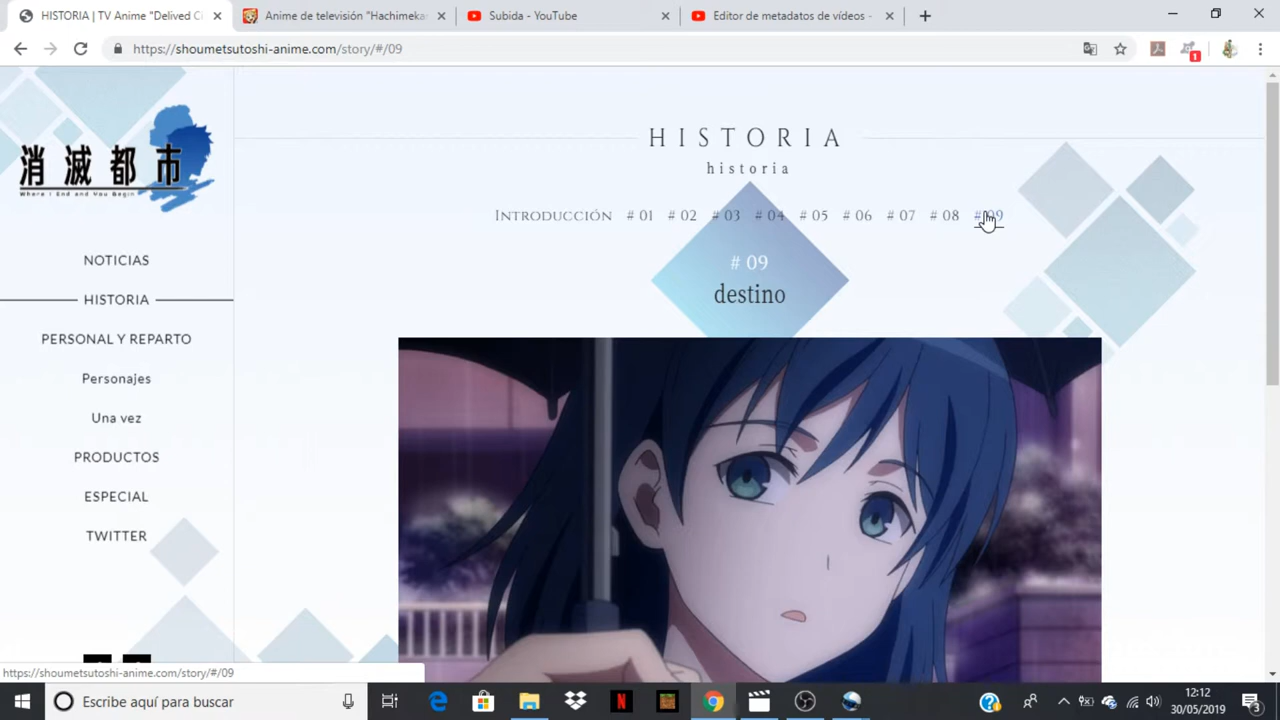 HISTORIA | TV Anime "Delived Ci
Anime de televisión "Hachimeka
Subida - YouTube
Editor de metadatos de vídeos -
https://shoumetsutoshi-anime.com/story/#/09
1
消滅都市
Where I End and You Begin
NOTICIAS
HISTORIA
PERSONAL Y REPARTO
Personajes
Una vez
PRODUCTOS
ESPECIAL
TWITTER
HISTORIA
historia
Introducción # 01 # 02 # 03 # 04 # 05 # 06 # 07 # 08 # 09
# 09
destino
https://shoumetsutoshi-anime.com/story/#/09
Escribe aquí para buscar
12:12
30/05/2019
3